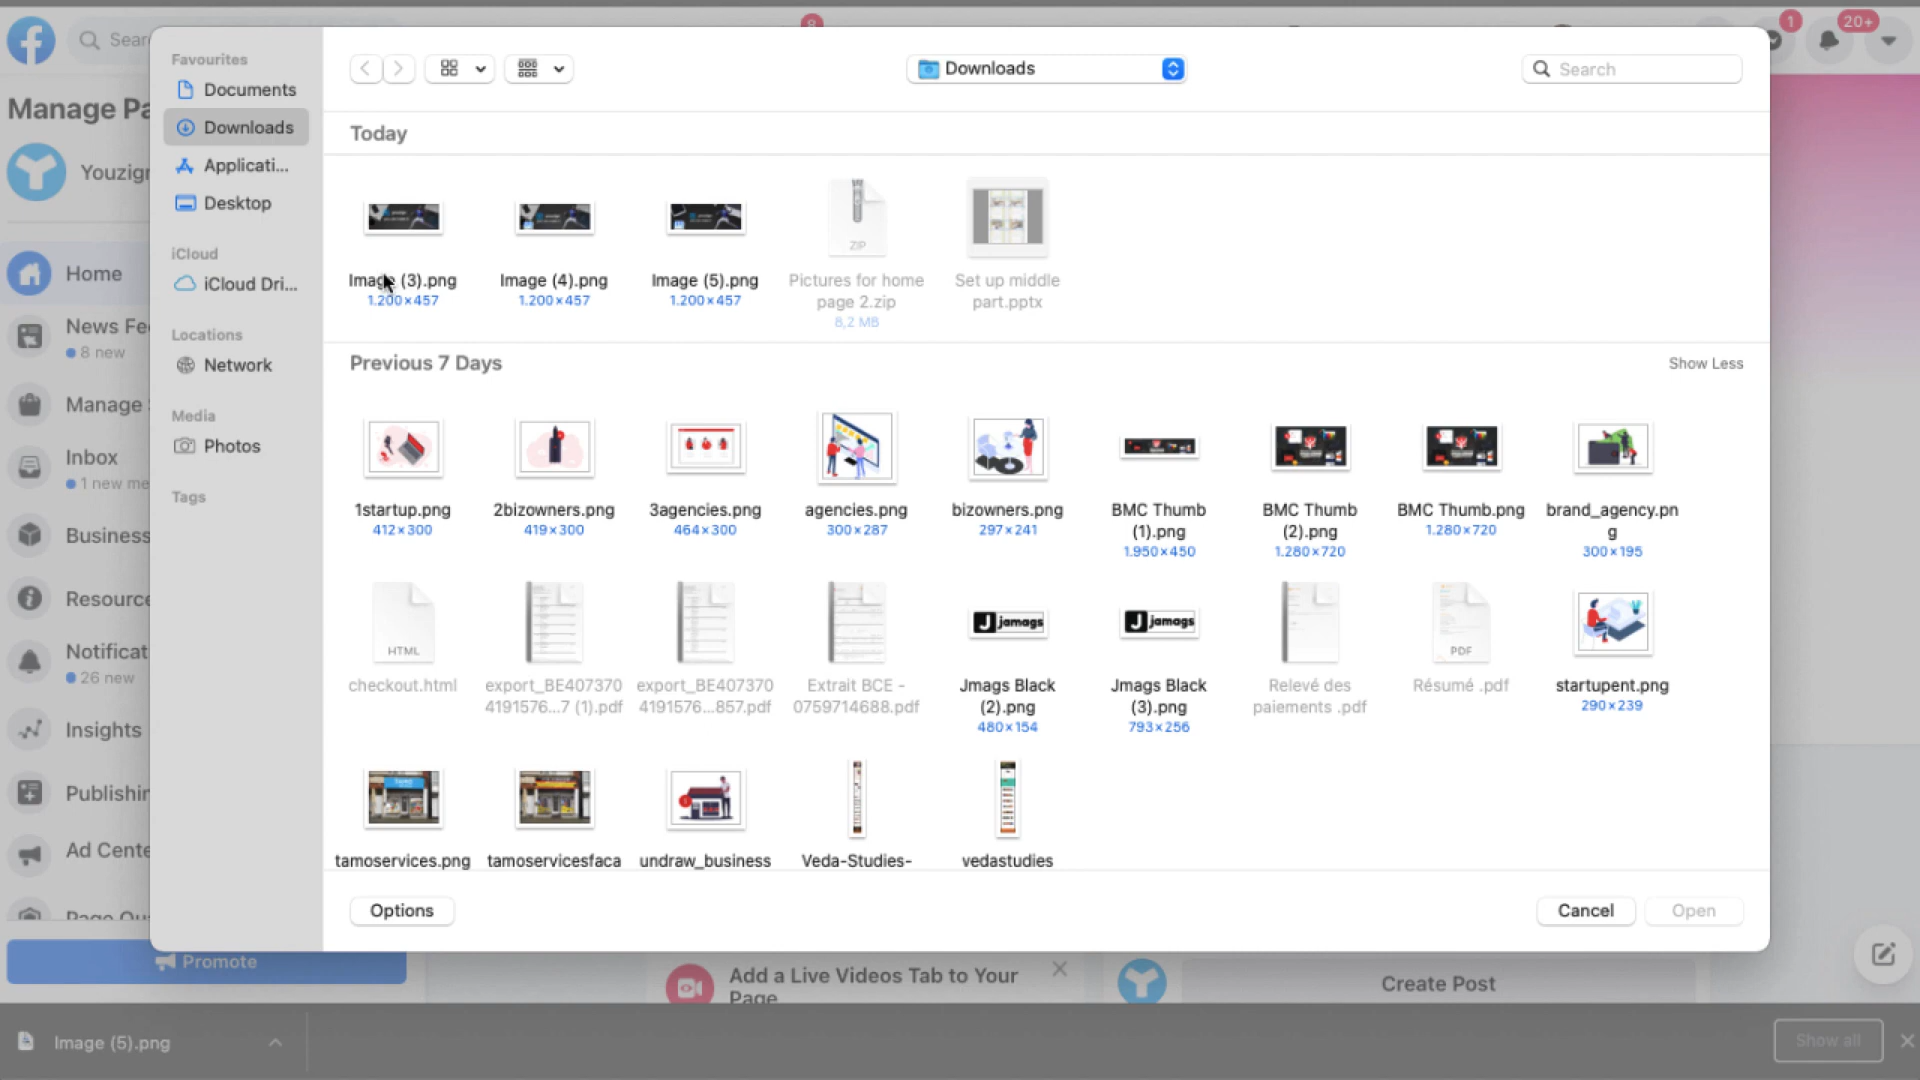 Sear
8
1
20+
Manage Pa
Youzign
Home
News Fee
8 new
Manage
Inbox
1 new me
Business
Resource
Notificat
26 new
Insights
Publishin
Ad Cente
Page Qu
Promote
Favourites
Documents
Downloads
Applicati...
Desktop
iCloud
iCloud Dri...
Locations
Network
Media
Photos
Tags
Downloads
Search
Today
Image (3).png
1.200×457
Image (4).png
1.200×457
Image (5).png
1.200×457
ZIP
Pictures for home
page 2.zip
8,2 MB
Set up middle
part.pptx
Previous 7 Days
Show Less
1startup.png
412×300
2bizowners.png
419×300
3agencies.png
464×300
agencies.png
300×287
bizowners.png
297×241
BMC Thumb
(1).png
1.950×450
BMC Thumb
(2).png
1.280×720
BMC Thumb.png
1.280×720
brand_agency.pn
g
300×195
HTML
checkout.html
export_BE407370
4191576...7 (1).pdf
export_BE407370
4191576...857.pdf
Extrait BCE -
0759714688.pdf
jamags
Jmags Black
(2).png
480×154
jamags
Jmags Black
(3).png
793×256
Relevé des
paiements .pdf
PDF
Résumé .pdf
startupent.png
290×239
tamoservices.png
tamoservicesfaca
undraw_business
Veda-Studies-
vedastudies
Options
Cancel
Open
Add a Live Videos Tab to Your
Page
Create Post
Image (5).png
Show all